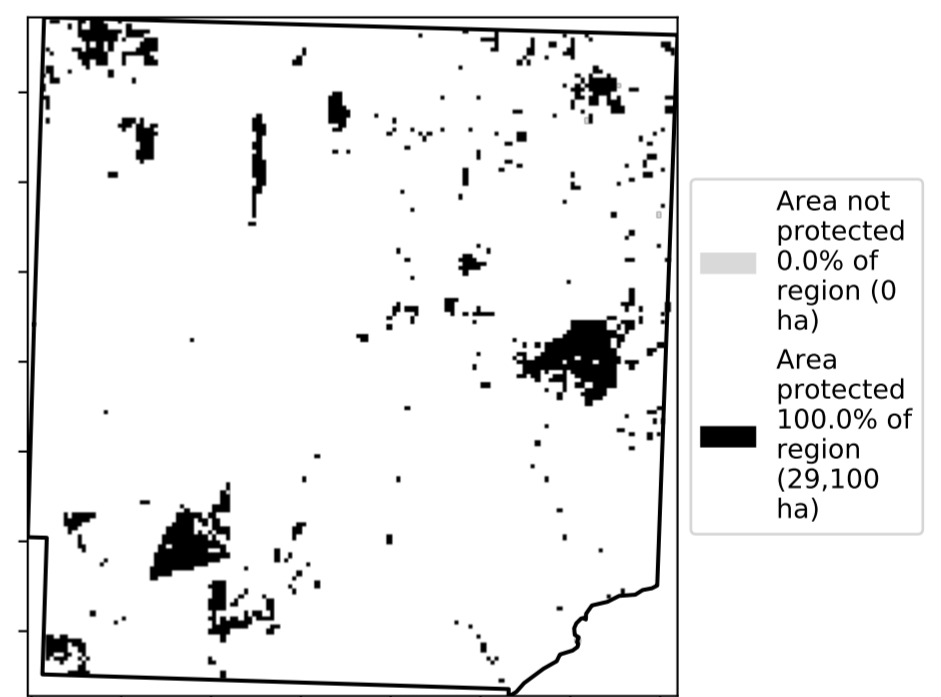 Area not
protected
0.0% of
region (0
ha)
Area
protected
100.0% of
region
(29,100
ha)